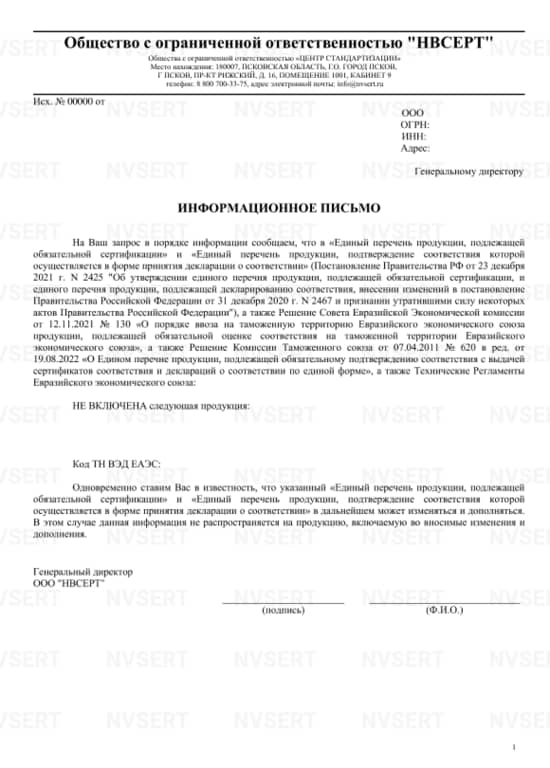 Общество с ограниченной ответственностью "НВСЕРТ"
Общества с ограниченной ответственностью «ЦЕНТР СТАНДАРТИЗАЦИИ»
Место нахождения: 180007, ПСКОВСКАЯ ОБЛАСТЬ, Г.О. ГОРОД ПСКОВ,
Г ПСКОВ, ПР-КТ РИЖСКИЙ, Д. 16, ПОМЕЩЕНИЕ 1001, КАБИНЕТ 9
телефон: 8 800 700-33-75, адрес электронной почты: info@nvsert.ru
Исх. № 00000 от
ООО
ОГРН:
ИНН:
Адрес:
Генеральному директору
ИНФОРМАЦИОННОЕ ПИСЬМО
На Ваш запрос в порядке информации сообщаем, что в «Единый перечень продукции, подлежащей
обязательной сертификации» и «Единый перечень продукции, подтверждение соответствия которой
осуществляется в форме принятия декларации о соответствии» (Постановление Правительства РФ от 23 декабря
2021 г. N 2425 "Об утверждении единого перечня продукции, подлежащей обязательной сертификации, и
единого перечня продукции, подлежащей декларированию соответствия, внесении изменений в постановление
Правительства Российской Федерации от 31 декабря 2020 г. N 2467 и признании утратившими силу некоторых
актов Правительства Российской Федерации"), а также Решение Совета Евразийской Экономической комиссии
от 12.11.2021 № 130 «О порядке ввоза на таможенную территорию Евразийского экономического союза
продукции, подлежащей обязательной оценке соответствия на таможенной территории Евразийского
экономического союза», а также Решение Комиссии Таможенного союза от 07.04.2011 № 620 в ред. от
19.08.2022 «О Едином перечне продукции, подлежащей обязательному подтверждению соответствия с выдачей
сертификатов соответствия и деклараций о соответствии по единой форме», а также Технические Регламенты
Евразийского экономического союза:
НЕ ВКЛЮЧЕНА следующая продукция:
Код ТН ВЭД ЕАЭС:
Одновременно ставим Вас в известность, что указанный «Единый перечень продукции, подлежащей
обязательной сертификации» и «Единый перечень продукции, подтверждение соответствия которой
осуществляется в форме принятия декларации о соответствии» в дальнейшем может изменяться и дополняться.
В этом случае данная информация не распространяется на продукцию, включаемую во вносимые изменения и
дополнения.
Генеральный директор
ООО "НВСЕРТ"
(подпись) (Ф.И.О.)
NVSERT
1